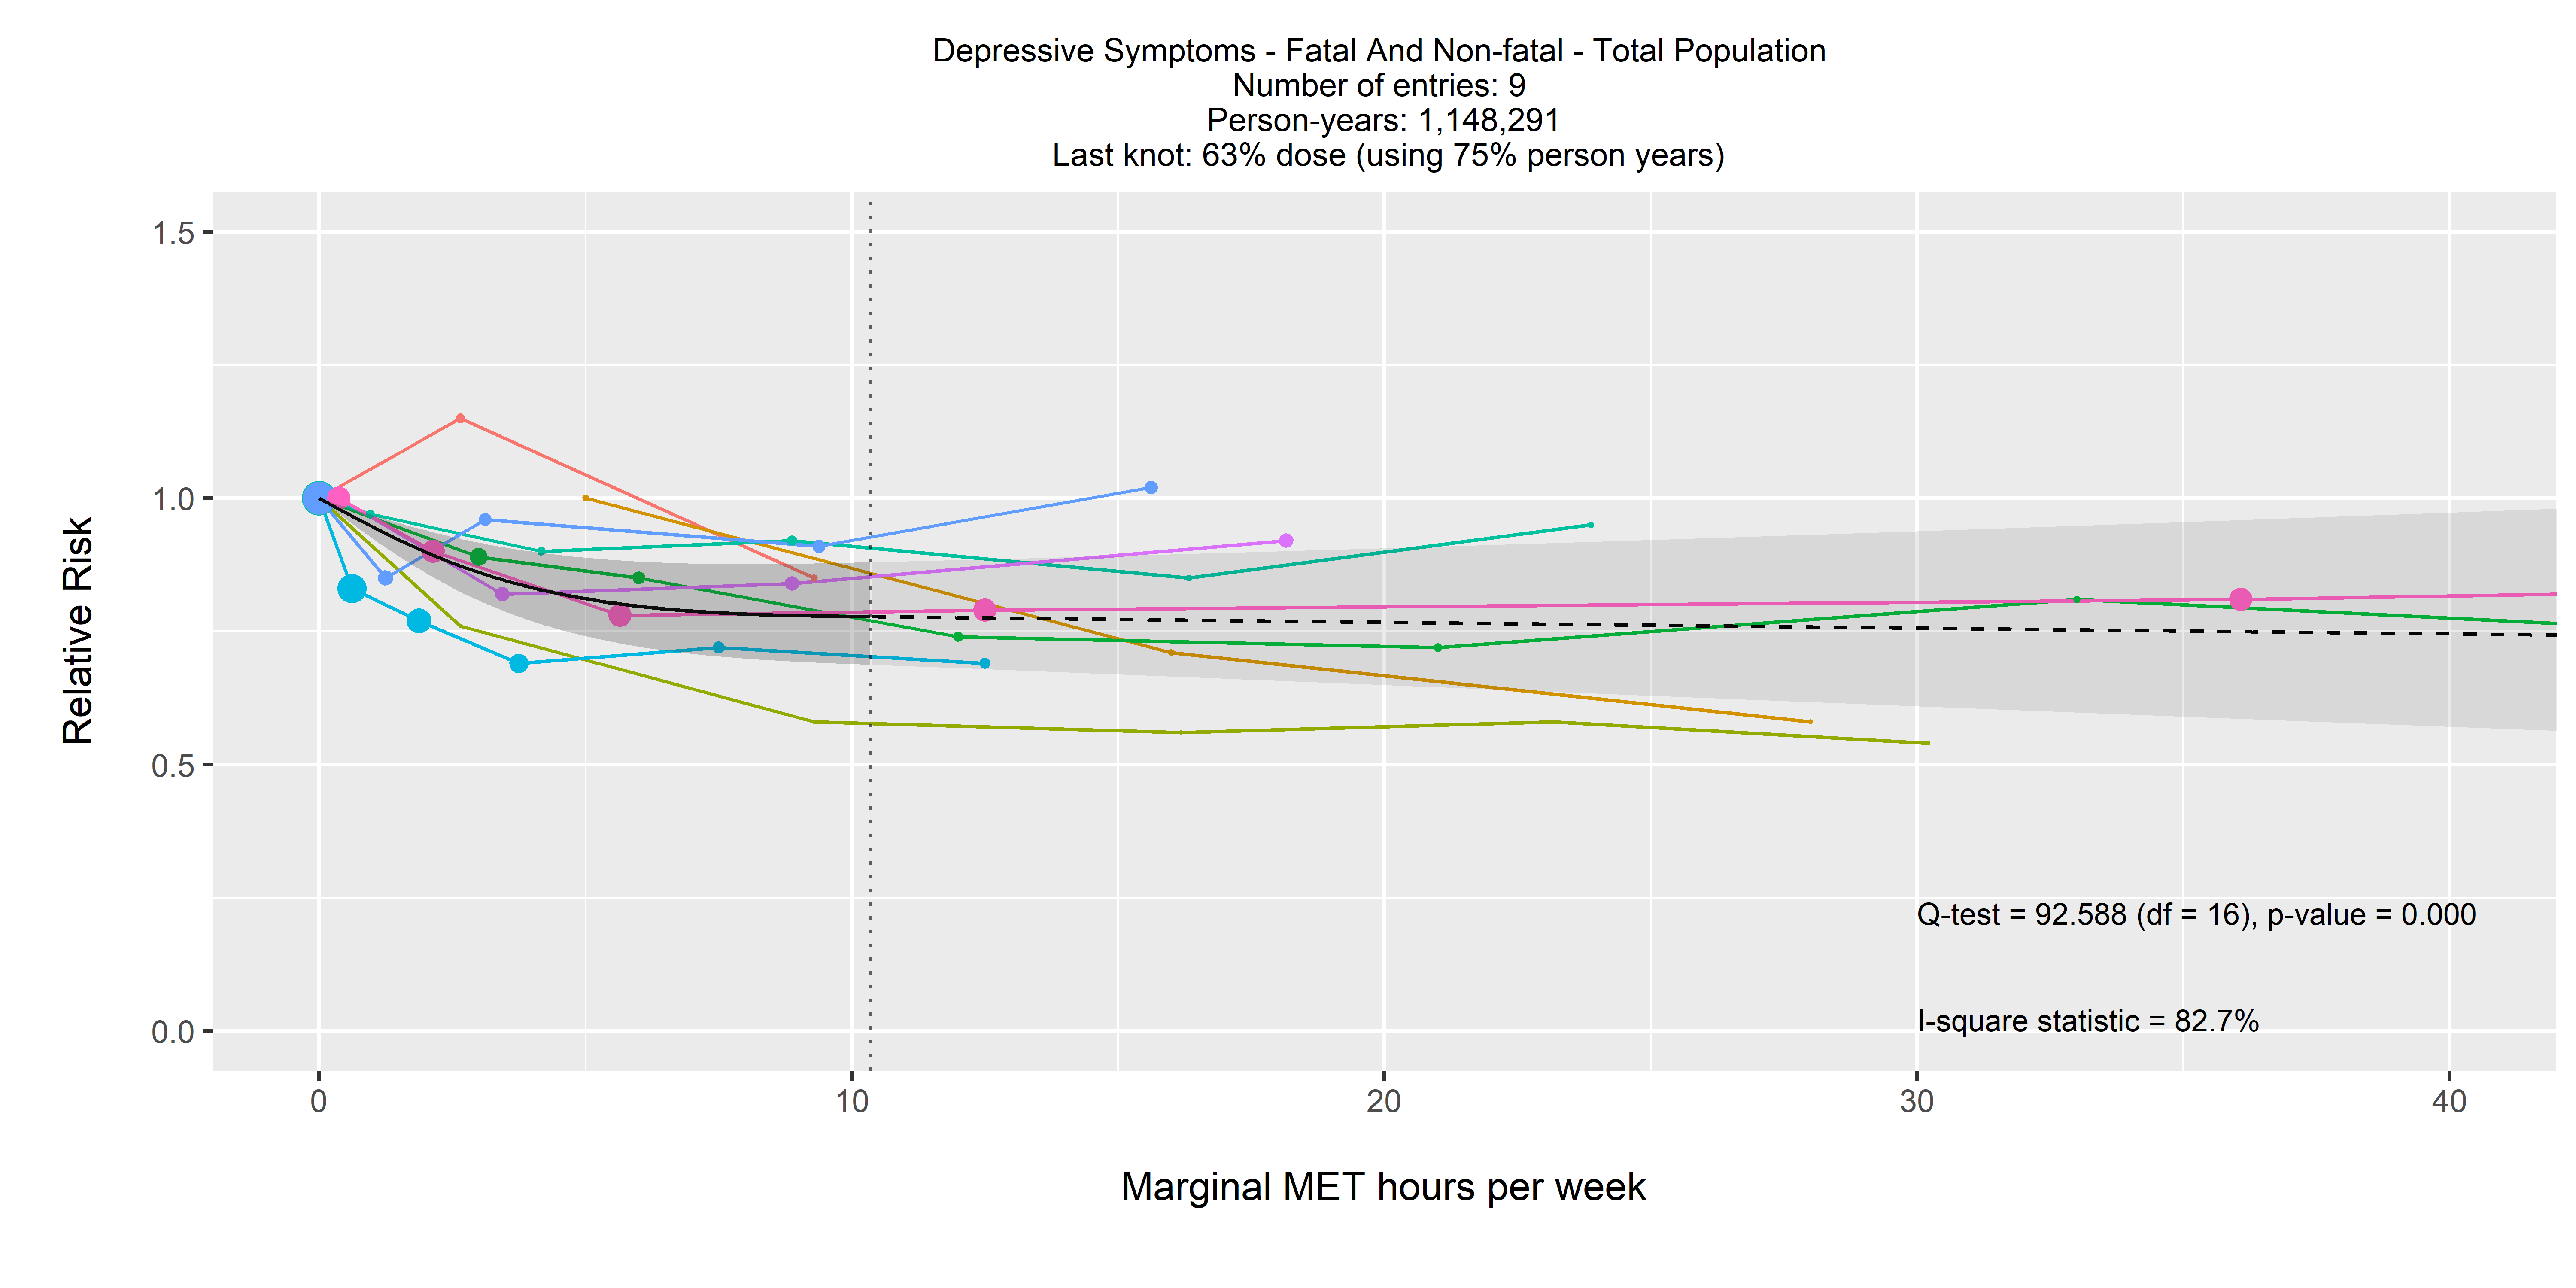 Depressive Symptoms - Fatal And Non-fatal - Total Population
Number of entries: 9
Person-years: 1,148,291
Last knot: 63% dose (using 75% person years)
1.5
1.0
0.5
0.0
Relative Risk
Q-test = 92.588 (df = 16), p-value = 0.000
I-square statistic = 82.7%
0 10 20 30 40
Marginal MET hours per week